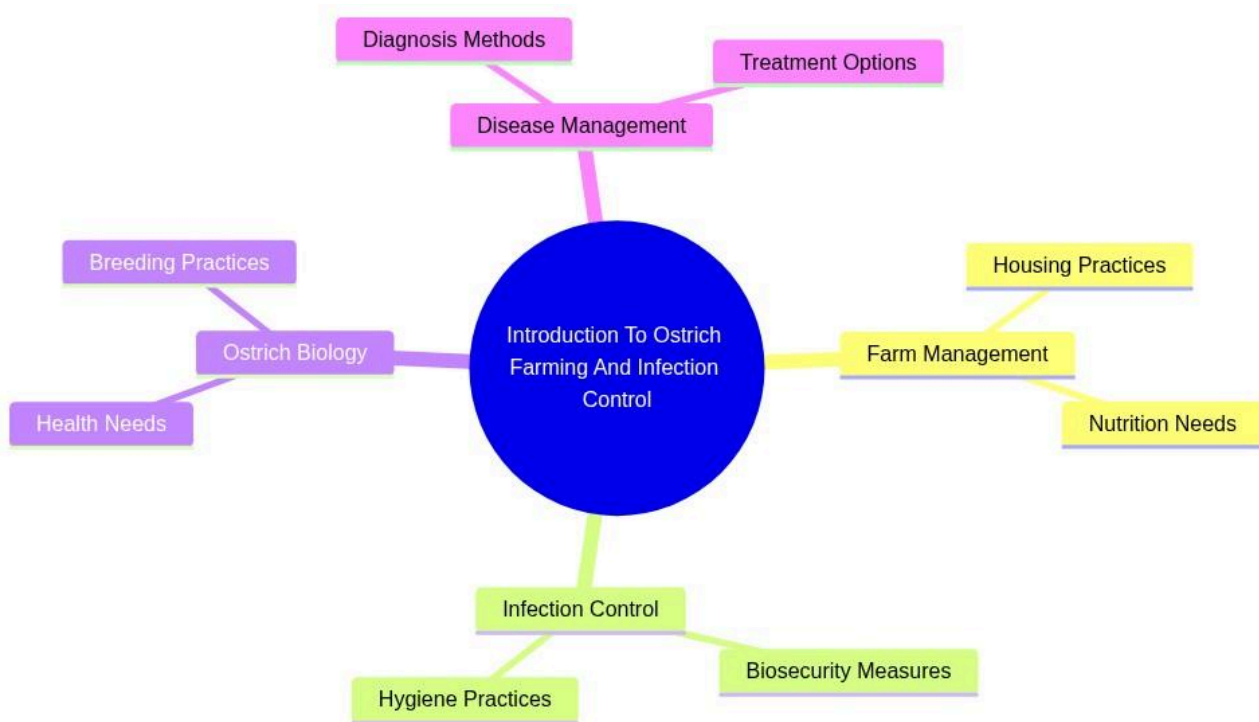 Diagnosis Methods
Treatment Options
Disease Management
Breeding Practices
Ostrich Biology
Health Needs
Introduction To Ostrich
Farming And Infection
Control
Housing Practices
Farm Management
Nutrition Needs
Infection Control
Hygiene Practices
Biosecurity Measures